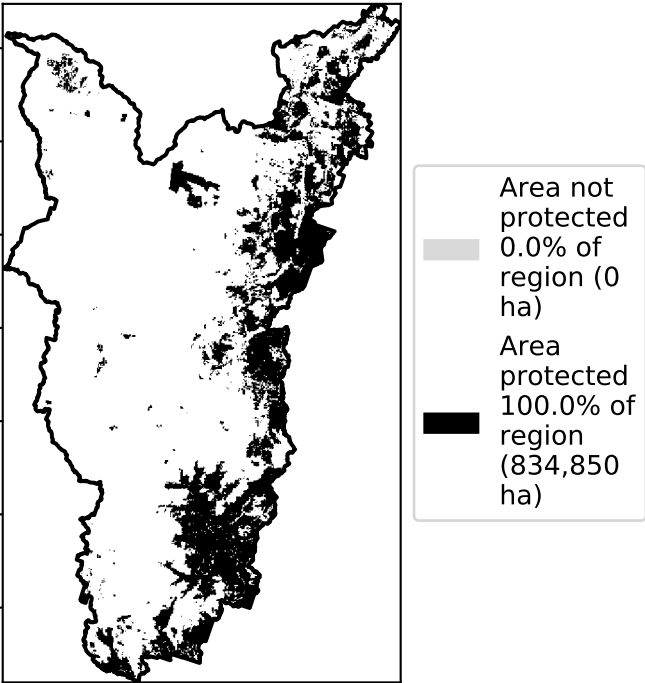 Area not
protected
0.0% of
region (0
ha)
Area
protected
100.0% of
region
(834,850
ha)